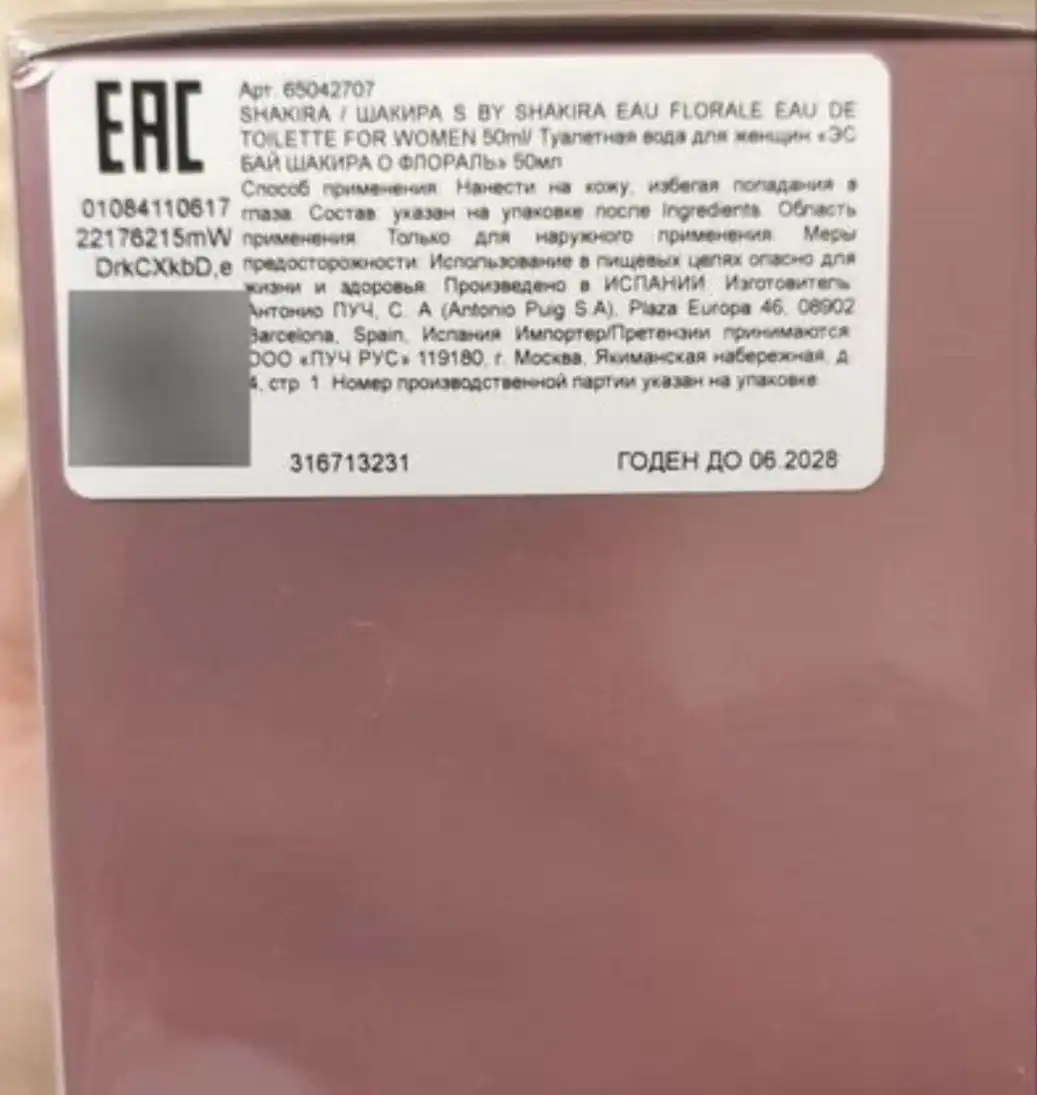 EAC
Арт. 65042707
SHAKIRA / ШАКИРА S BY SHAKIRA EAU FLORALE EAU DE
TOILETTE FOR WOMEN 50ml/ Туалетная вода для женщин «ЭС
БАЙ ШАКИРА О ФЛОРАЛЬ» 50мл
Способ применения: Нанести на кожу, избегая попадания в
глаза. Состав: указан на упаковке после Ingredients. Область
применения: Только для наружного применения. Меры
предосторожности: Использование в пищевых целях опасно для
жизни и здоровья. Произведено в ИСПАНИИ. Изготовитель:
Антонио ПУЧ, С. А (Antonio Puig S.A), Plaza Europa 46, 08902
Barcelona, Spain, Испания Импортер/Претензии принимаются
ООО «ПУЧ РУС» 119180, г. Москва, Якиманская набережная, д.
4, стр. 1. Номер производственной партии указан на упаковке.
01084110617
22176215mW
DrkCXkbD,e
316713231
ГОДЕН ДО 06.2028